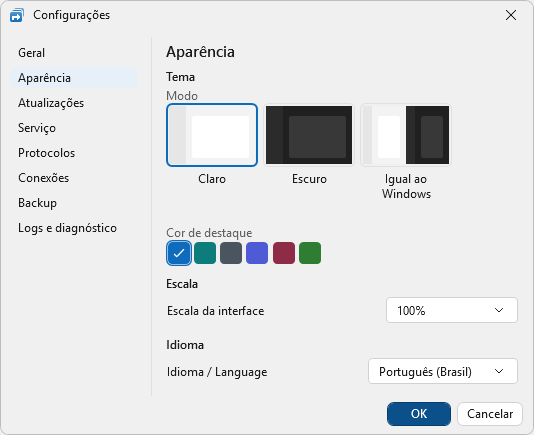 Configurações
Geral
Aparência
Atualizações
Serviço
Protocolos
Conexões
Backup
Logs e diagnóstico
Aparência
Tema
Modo
Claro
Escuro
Igual ao
Windows
Cor de destaque
Escala
Escala da interface
100%
Idioma
Idioma / Language
Português (Brasil)
OK
Cancelar